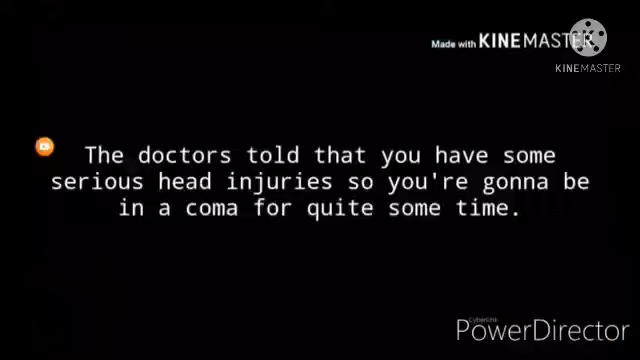 Made with KINEMASTER
KINEMASTER
The doctors told that you have some
serious head injuries so you're gonna be
in a coma for quite some time.
CyberLink
PowerDirector